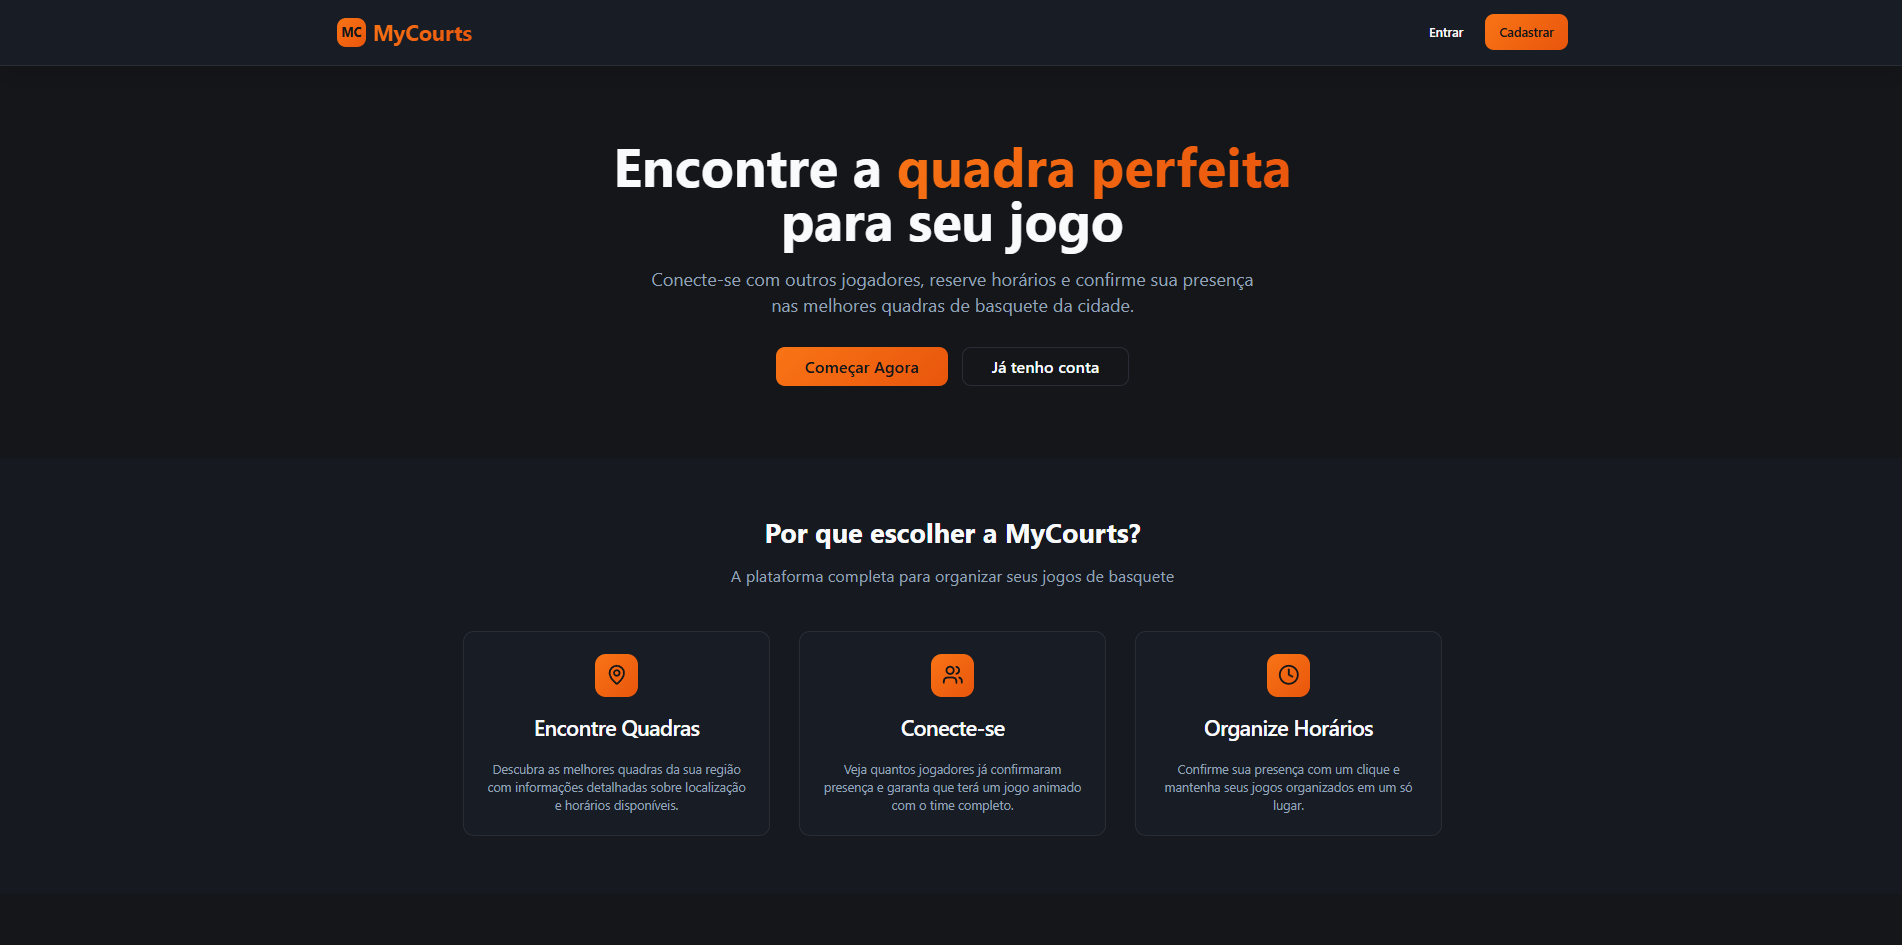 MC MyCourts
Entrar
Cadastrar
Encontre a quadra perfeita
para seu jogo
Conecte-se com outros jogadores, reserve horários e confirme sua presença
nas melhores quadras de basquete da cidade.
Começar Agora
Já tenho conta
Por que escolher a MyCourts?
A plataforma completa para organizar seus jogos de basquete
Encontre Quadras
Descubra as melhores quadras da sua região
com informações detalhadas sobre localização
e horários disponíveis.
Conecte-se
Veja quantos jogadores já confirmaram
presença e garanta que terá um jogo animado
com o time completo.
Organize Horários
Confirme sua presença com um clique e
mantenha seus jogos organizados em um só
lugar.